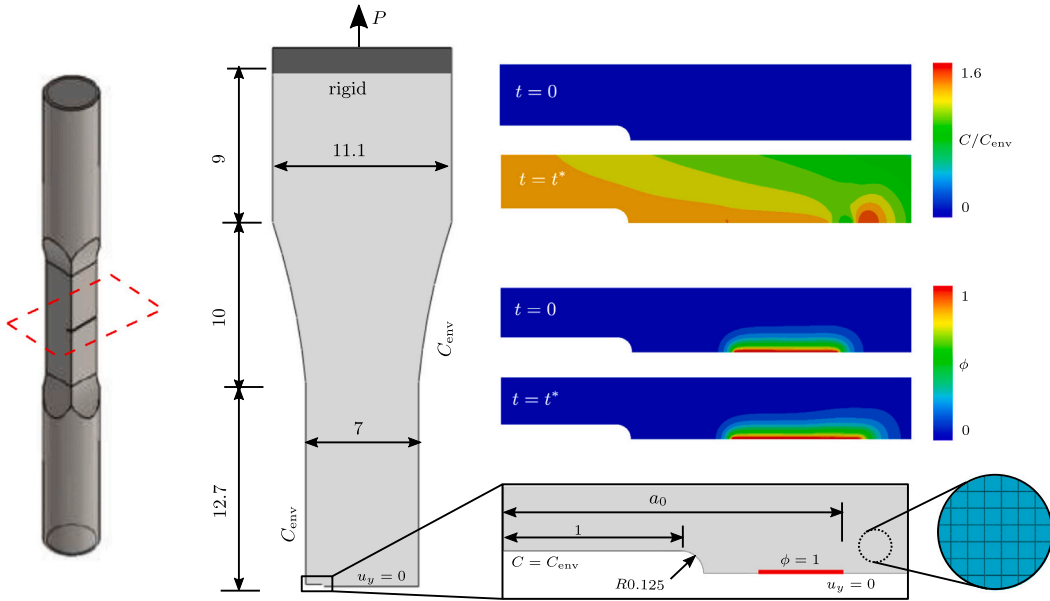 P
rigid
9
11.1
10
C_env
7
12.7
C_env
u_y = 0
t = 0
1.6
C/C_env
t = t*
0
t = 0
1
ϕ
t = t*
0
a_0
1
C = C_env
ϕ = 1
R0.125
u_y = 0